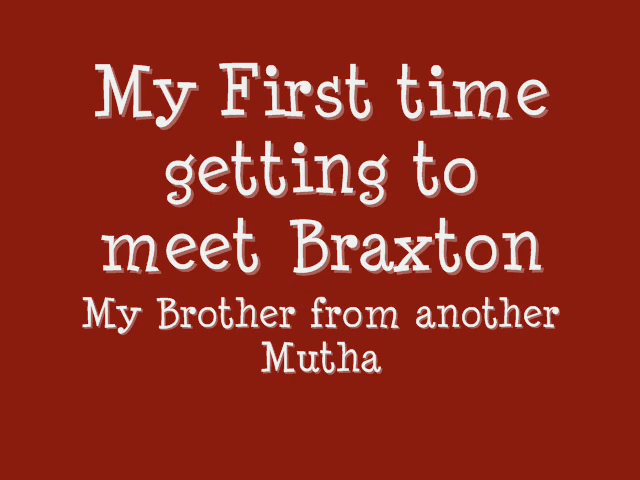 My First time
getting to
meet Braxton
My Brother from another
Mutha